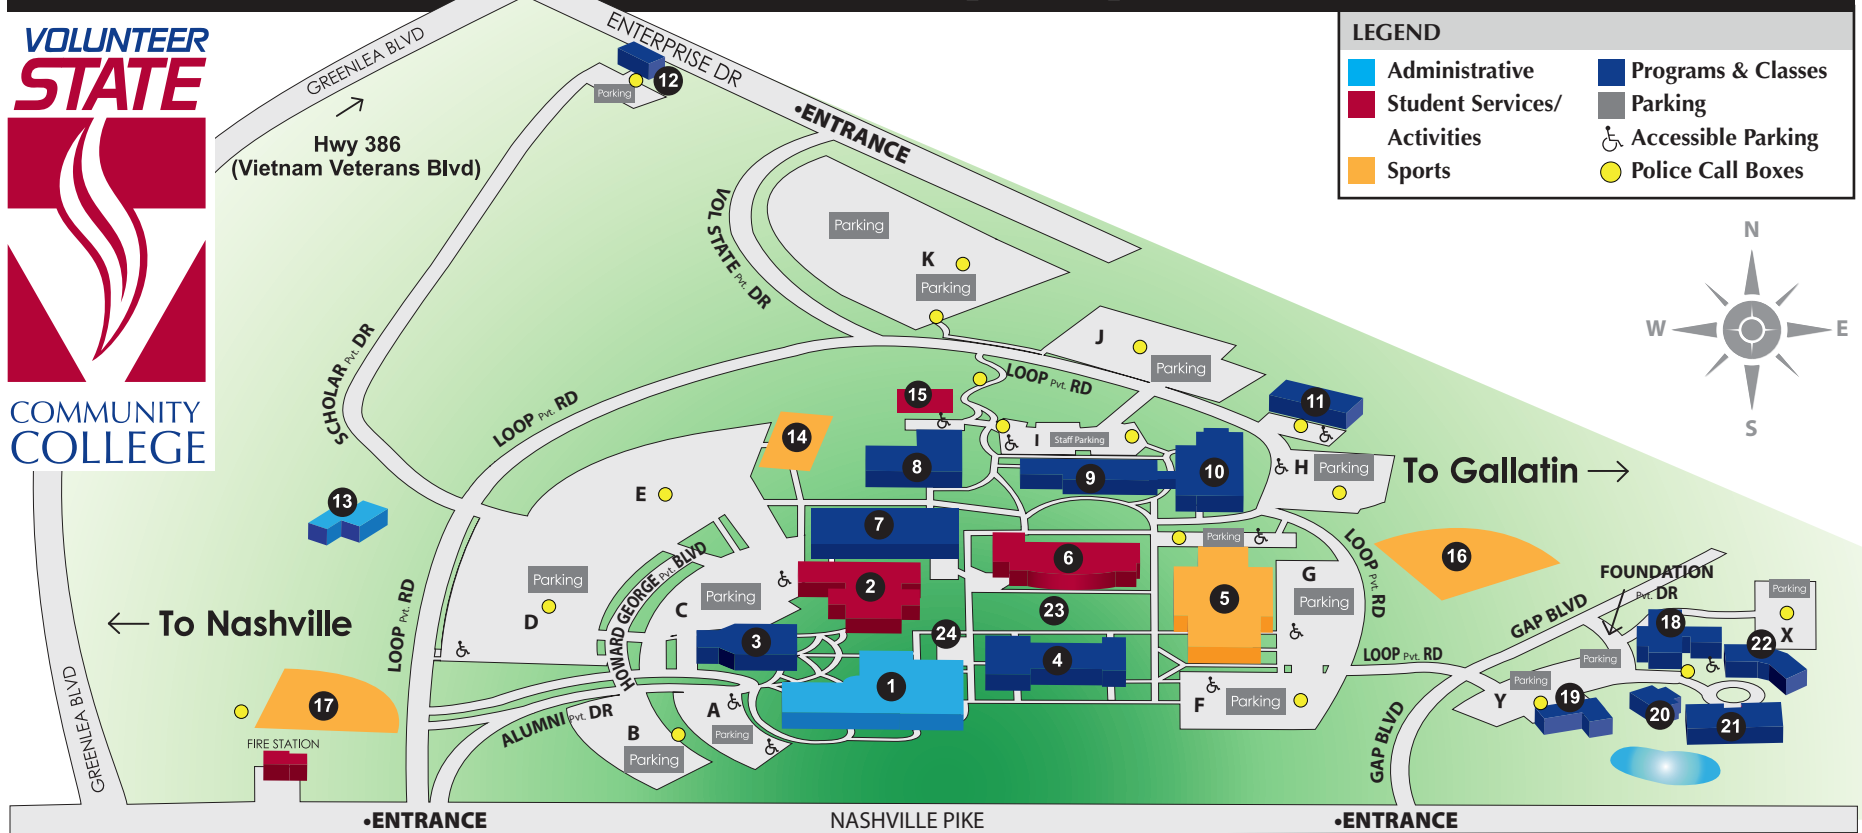 VOLUNTEER
STATE
COMMUNITY
COLLEGE
LEGEND
Administrative
Student Services/
Activities
Sports
Programs & Classes
Parking
Accessible Parking
Police Call Boxes
GREENLEA BLVD
ENTERPRISE DR
12
Parking
•ENTRANCE
Hwy 386
(Vietnam Veterans Blvd)
VOL STATE Pvt. DR
Parking
K
Parking
N
W
E
S
SCHOLAR Pvt. DR
LOOP Pvt. RD
J
Parking
LOOP Pvt. RD
15
11
14
I
Staff Parking
8
9
10
H
Parking
To Gallatin
13
E
7
Parking
LOOP Pvt. RD
6
16
HOWARD GEORGE Pvt. BLVD
Parking
D
C
Parking
2
5
G
Parking
23
FOUNDATION
Pvt. DR
GAP BLVD
Parking
X
To Nashville
LOOP Pvt. RD
3
24
4
18
22
LOOP Pvt. RD
Parking
1
17
A
Parking
B
Parking
ALUMNI Pvt. DR
F
Parking
Parking
Y
19
20
21
GREENLEA BLVD
FIRE STATION
GAP BLVD
•ENTRANCE
NASHVILLE PIKE
•ENTRANCE